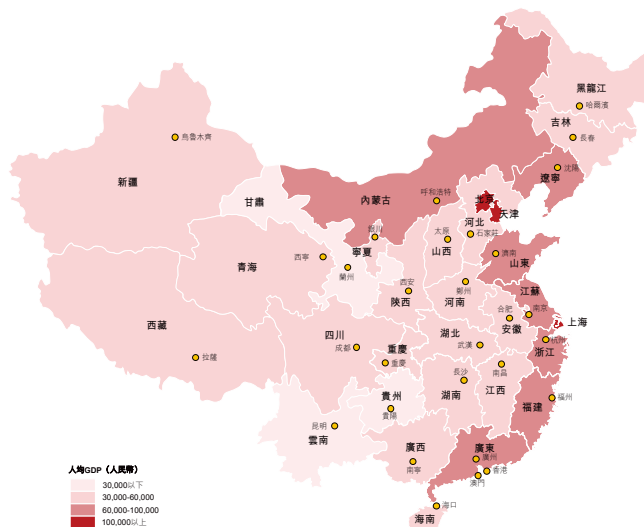 黑龍江
哈爾濱
吉林
長春
烏魯木齊
瀋陽
遼寧
新疆
甘肅
內蒙古
呼和浩特
北京
天津
河北
石家莊
銀川
太原
寧夏
山西
濟南
山東
西寧
青海
蘭州
西安
陝西
鄭州
河南
江蘇
南京
合肥
安徽
上海
西藏
拉薩
四川
成都
重慶
重慶
湖北
武漢
杭州
浙江
長沙
湖南
南昌
江西
貴州
貴陽
福建
福州
昆明
雲南
廣西
南寧
廣東
廣州
香港
澳門
海口
海南
人均GDP（人民幣）
30,000以下
30,000-60,000
60,000-100,000
100,000以上